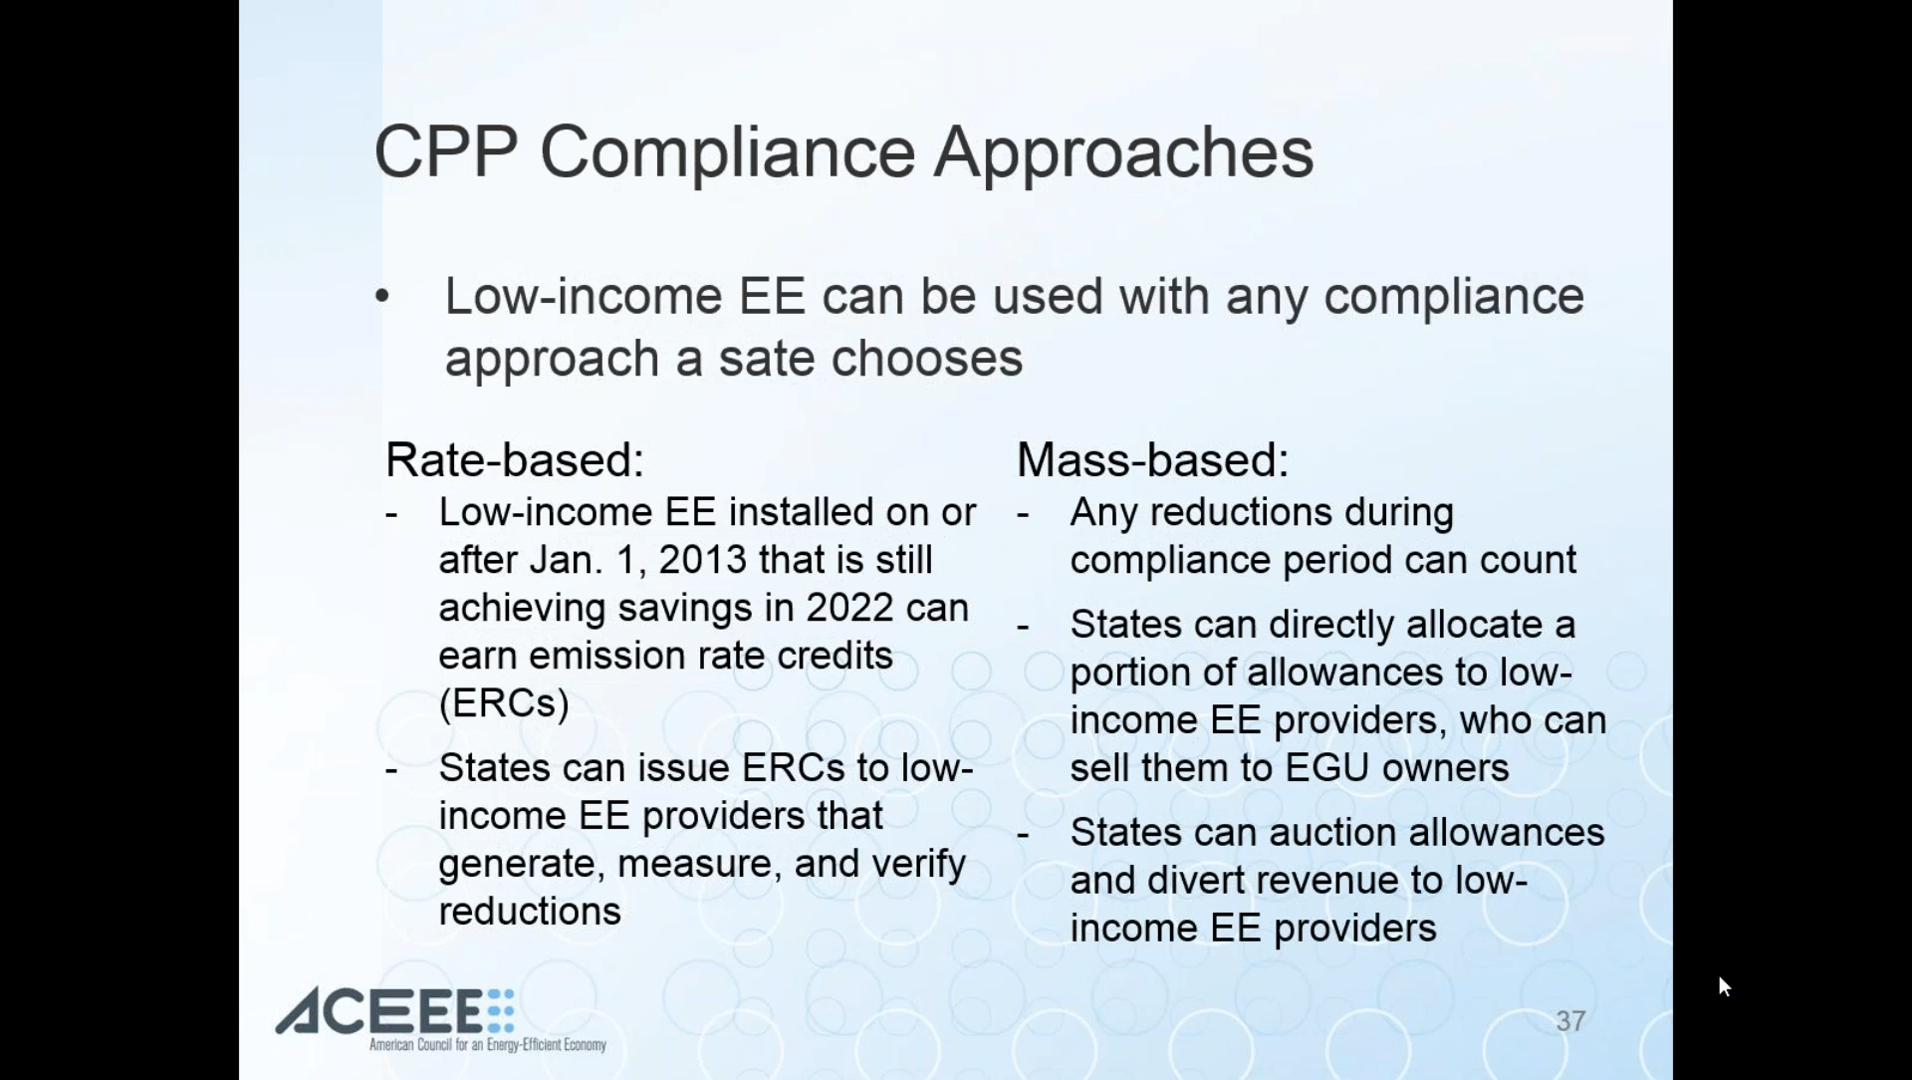 CPP Compliance Approaches
• Low-income EE can be used with any compliance
approach a sate chooses
Rate-based:
- Low-income EE installed on or
after Jan. 1, 2013 that is still
achieving savings in 2022 can
earn emission rate credits
(ERCs)
- States can issue ERCs to low-
income EE providers that
generate, measure, and verify
reductions
Mass-based:
- Any reductions during
compliance period can count
- States can directly allocate a
portion of allowances to low-
income EE providers, who can
sell them to EGU owners
- States can auction allowances
and divert revenue to low-
income EE providers
ACEEE
American Council for an Energy-Efficient Economy
37